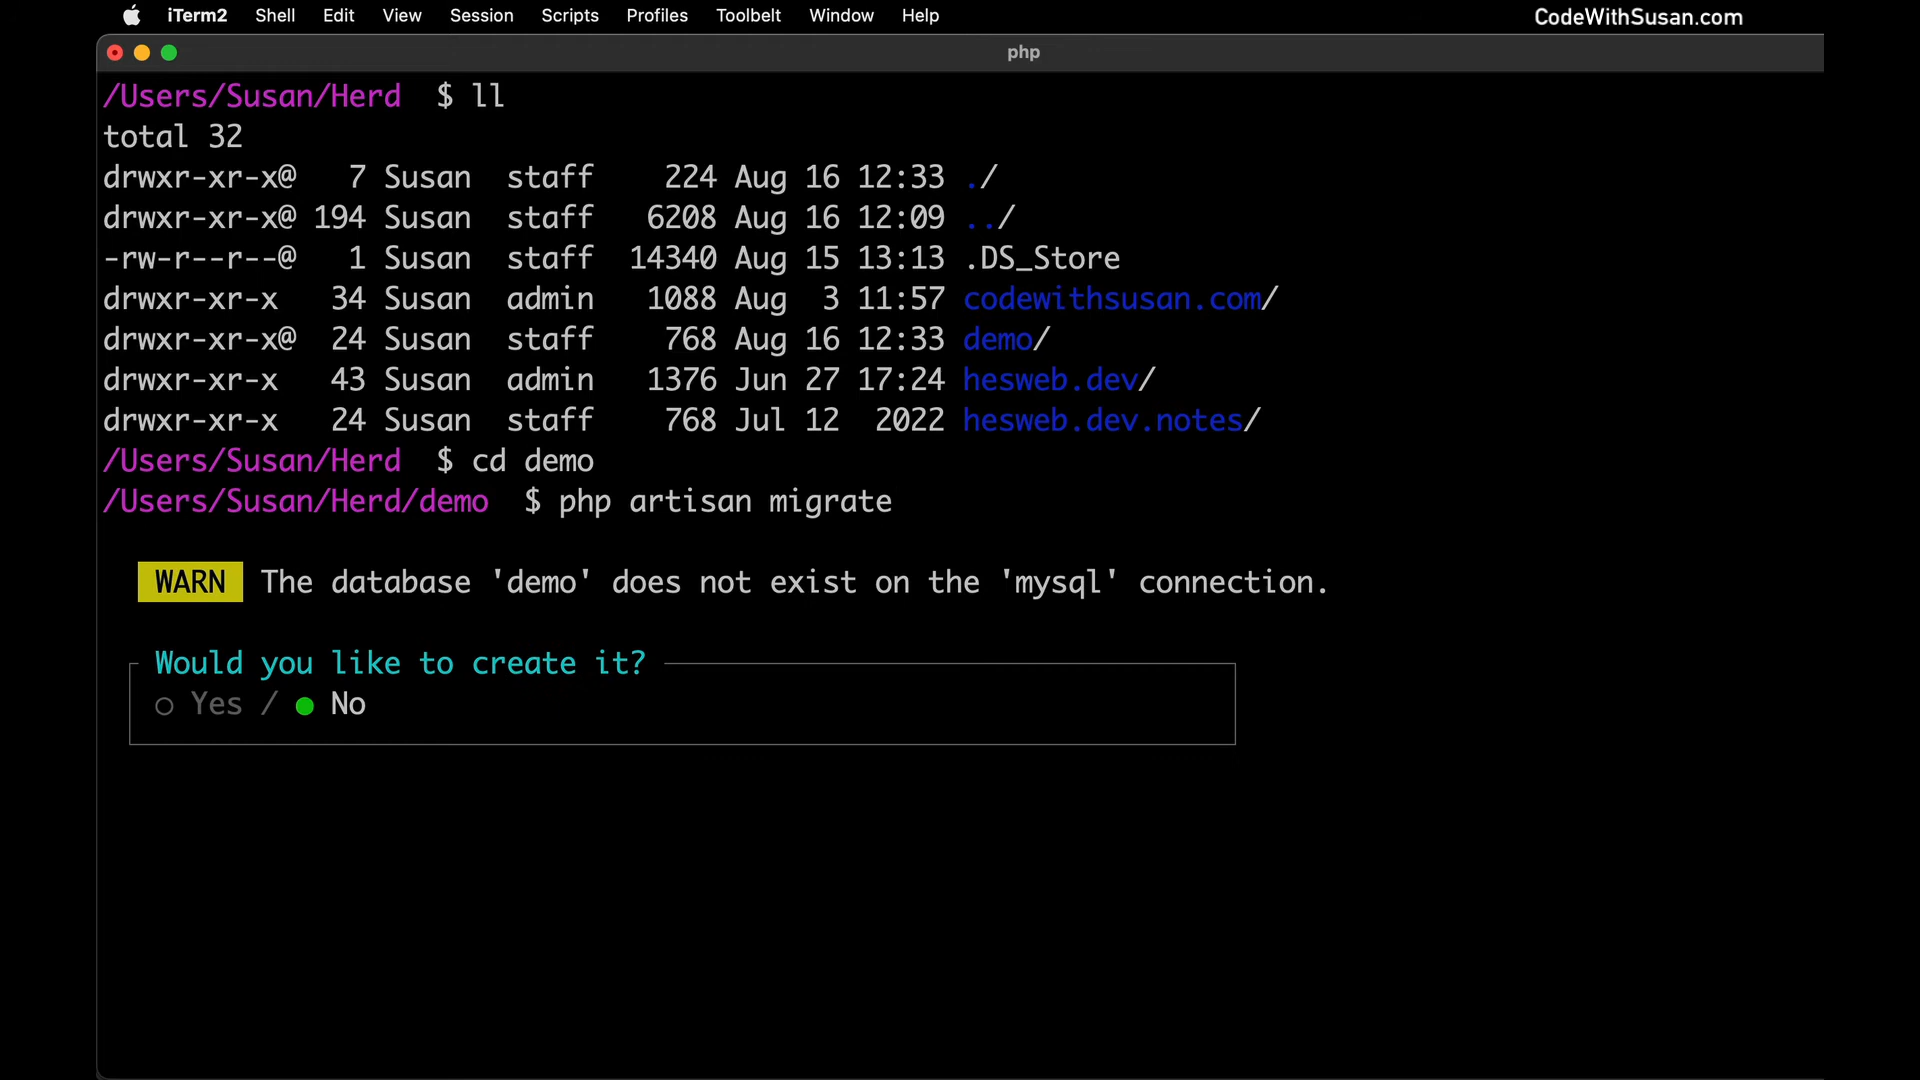 iTerm2 Shell Edit View Session Scripts Profiles Toolbelt Window Help CodeWithSusan.com
php
/Users/Susan/Herd $ ll
total 32
drwxr-xr-x@ 7 Susan staff 224 Aug 16 12:33 ./
drwxr-xr-x@ 194 Susan staff 6208 Aug 16 12:09 ../
-rw-r--r--@ 1 Susan staff 14340 Aug 15 13:13 .DS_Store
drwxr-xr-x 34 Susan admin 1088 Aug 3 11:57 codewithsusan.com/
drwxr-xr-x@ 24 Susan staff 768 Aug 16 12:33 demo/
drwxr-xr-x 43 Susan admin 1376 Jun 27 17:24 hesweb.dev/
drwxr-xr-x 24 Susan staff 768 Jul 12 2022 hesweb.dev.notes/
/Users/Susan/Herd $ cd demo
/Users/Susan/Herd/demo $ php artisan migrate
WARN The database 'demo' does not exist on the 'mysql' connection.
Would you like to create it?
○ Yes / ● No